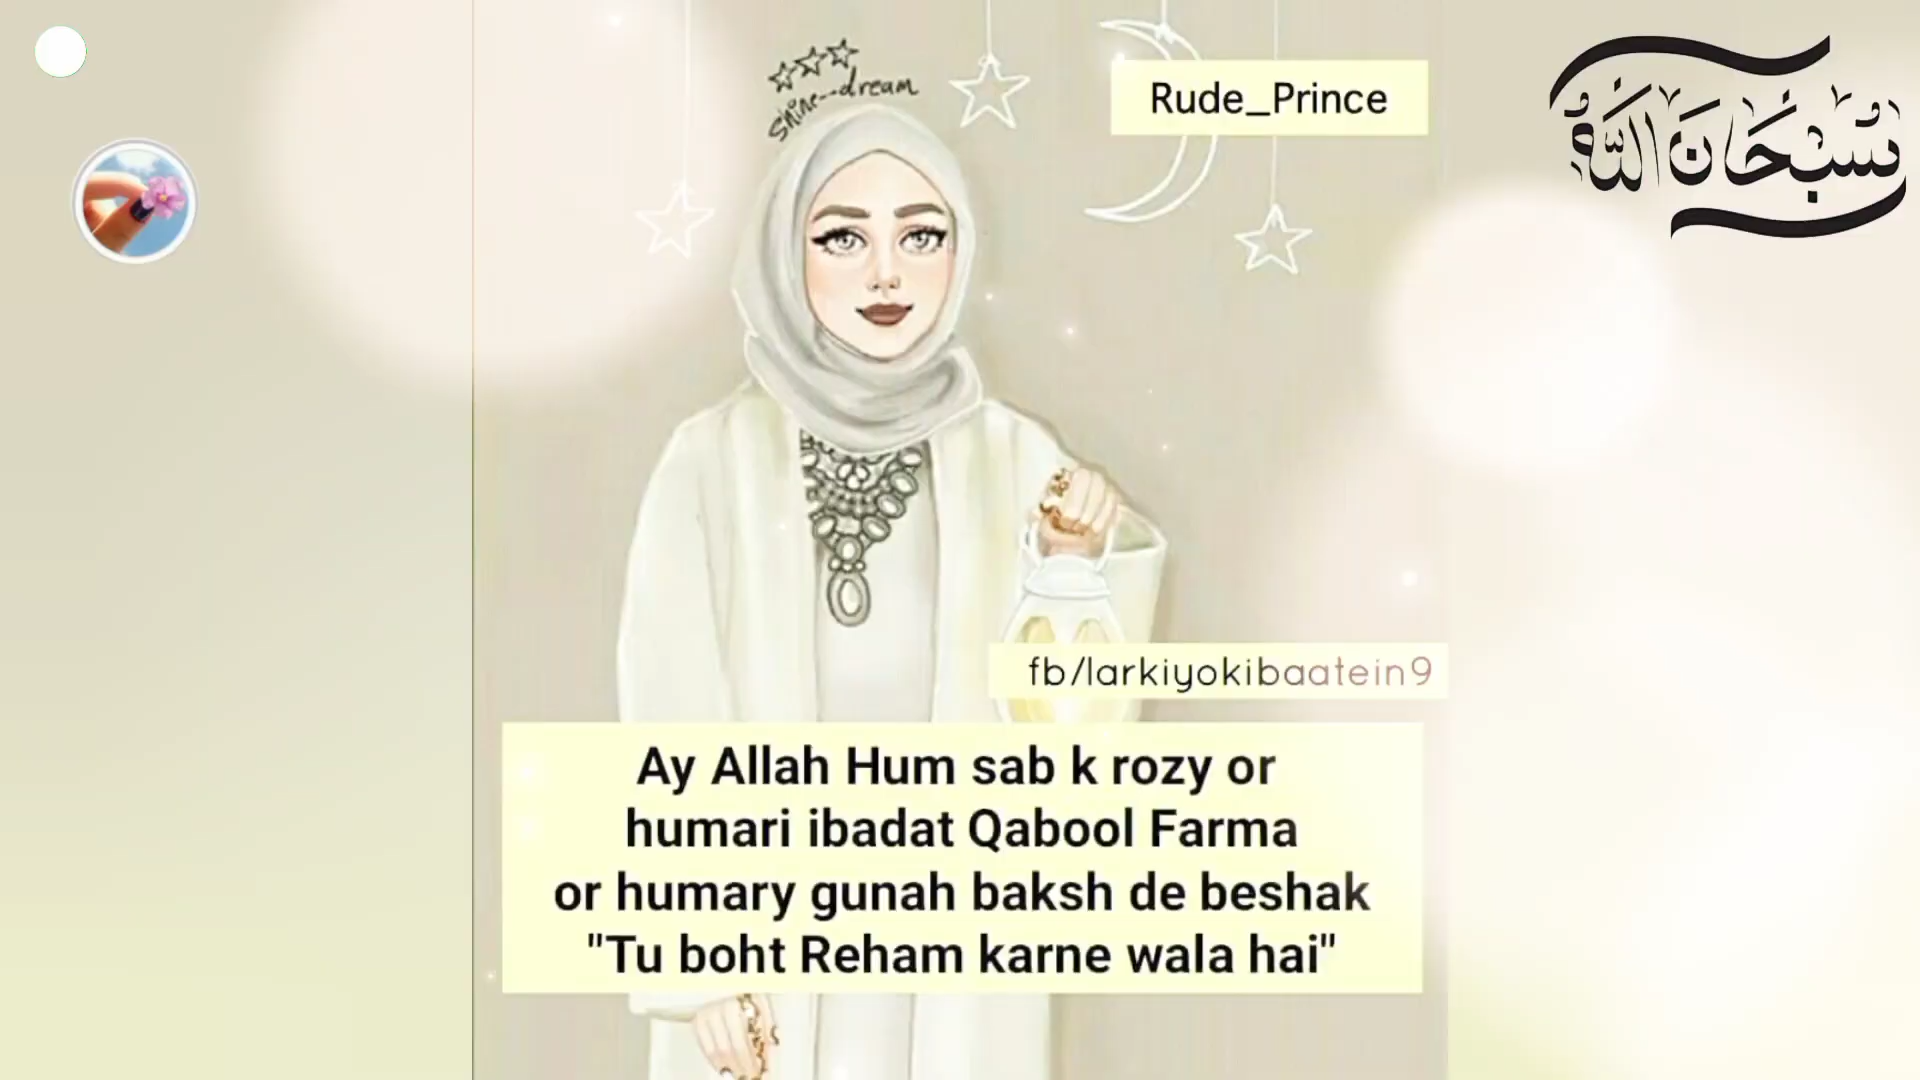 shine--dream
Rude_Prince
سُبْحَانَ اللَّهِ
fb/larkiyokibaatein9
Ay Allah Hum sab k rozy or
humari ibadat Qabool Farma
or humary gunah baksh de beshak
"Tu boht Reham karne wala hai"